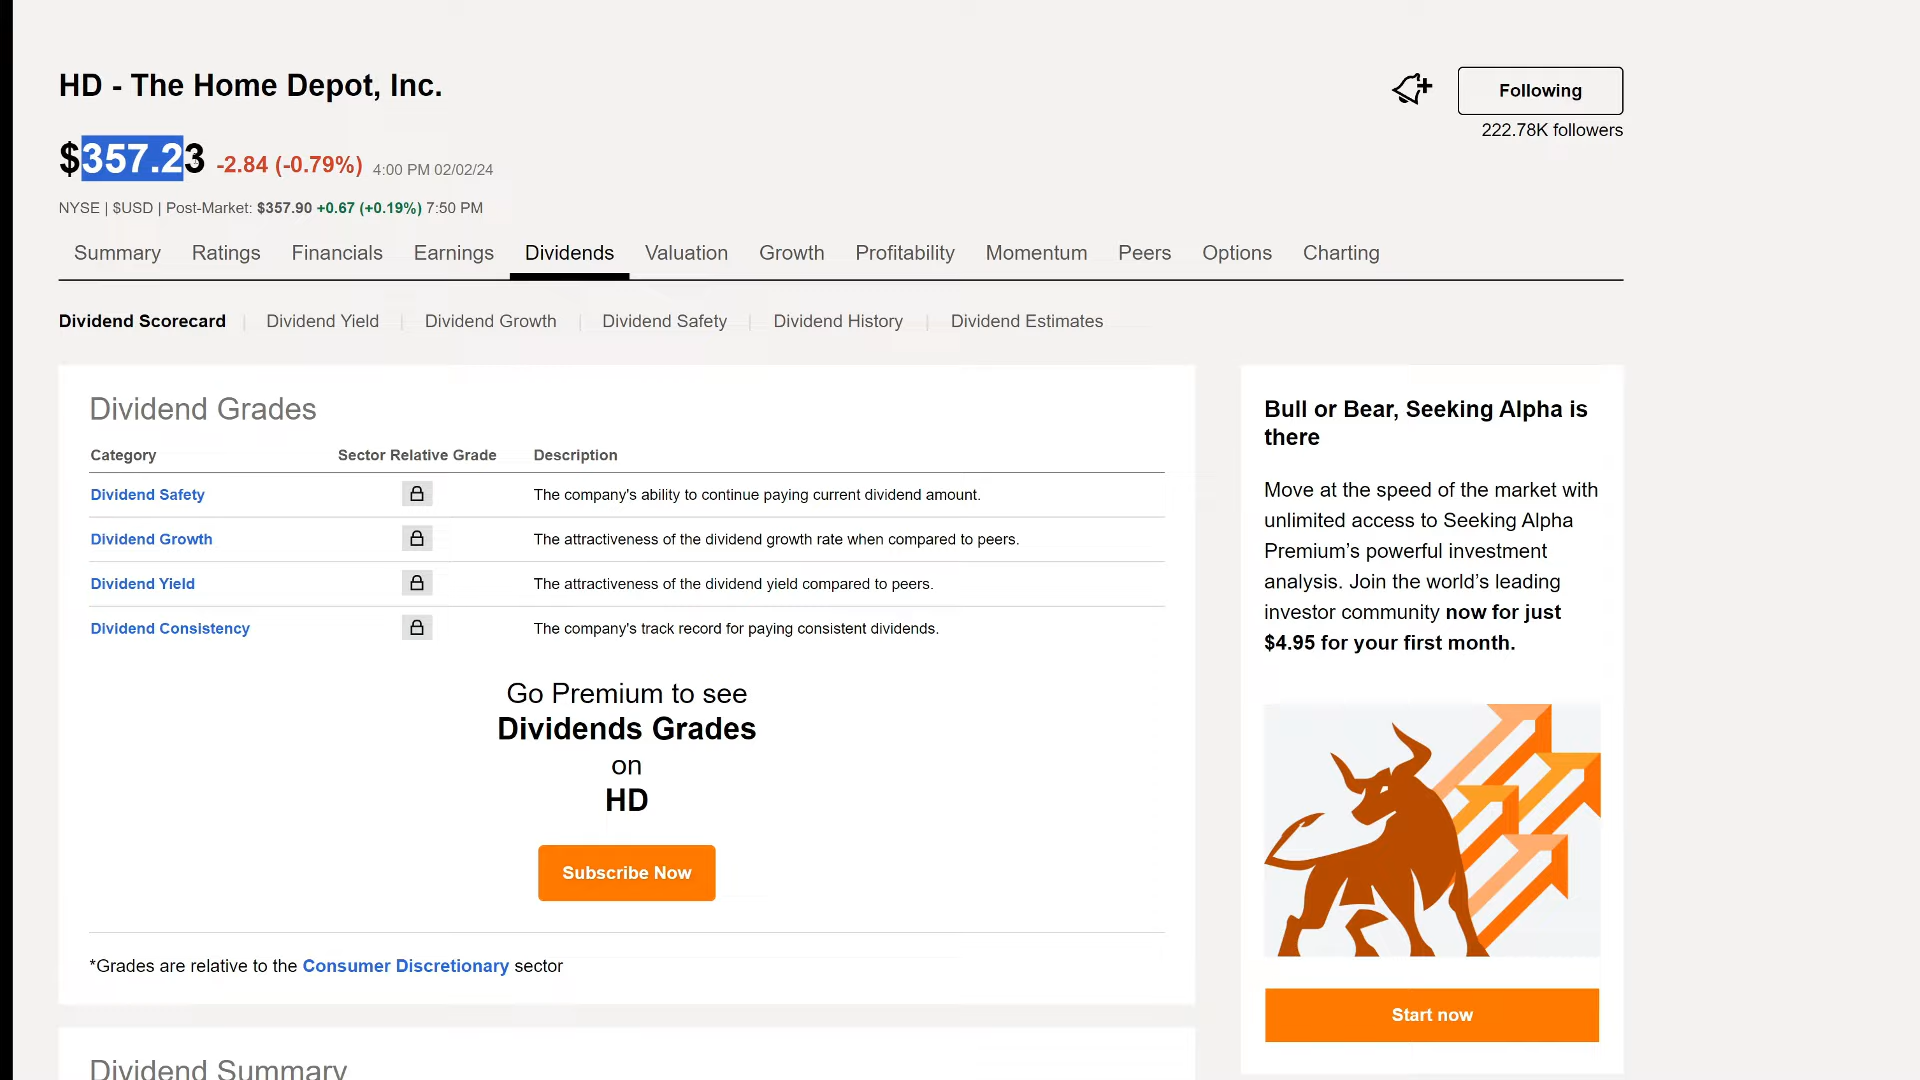 HD - The Home Depot, Inc.
Following
222.78K followers
$357.23 -2.84 (-0.79%) 4:00 PM 02/02/24
NYSE | $USD | Post-Market: $357.90 +0.67 (+0.19%) 7:50 PM
Summary Ratings Financials Earnings Dividends Valuation Growth Profitability Momentum Peers Options Charting
Dividend Scorecard | Dividend Yield | Dividend Growth | Dividend Safety | Dividend History | Dividend Estimates
Dividend Grades
Category Sector Relative Grade Description
Dividend Safety The company's ability to continue paying current dividend amount.
Dividend Growth The attractiveness of the dividend growth rate when compared to peers.
Dividend Yield The attractiveness of the dividend yield compared to peers.
Dividend Consistency The company's track record for paying consistent dividends.
Go Premium to see
Dividends Grades
on
HD
Subscribe Now
*Grades are relative to the Consumer Discretionary sector
Dividend Summary
Bull or Bear, Seeking Alpha is
there
Move at the speed of the market with
unlimited access to Seeking Alpha
Premium’s powerful investment
analysis. Join the world’s leading
investor community now for just
$4.95 for your first month.
Start now